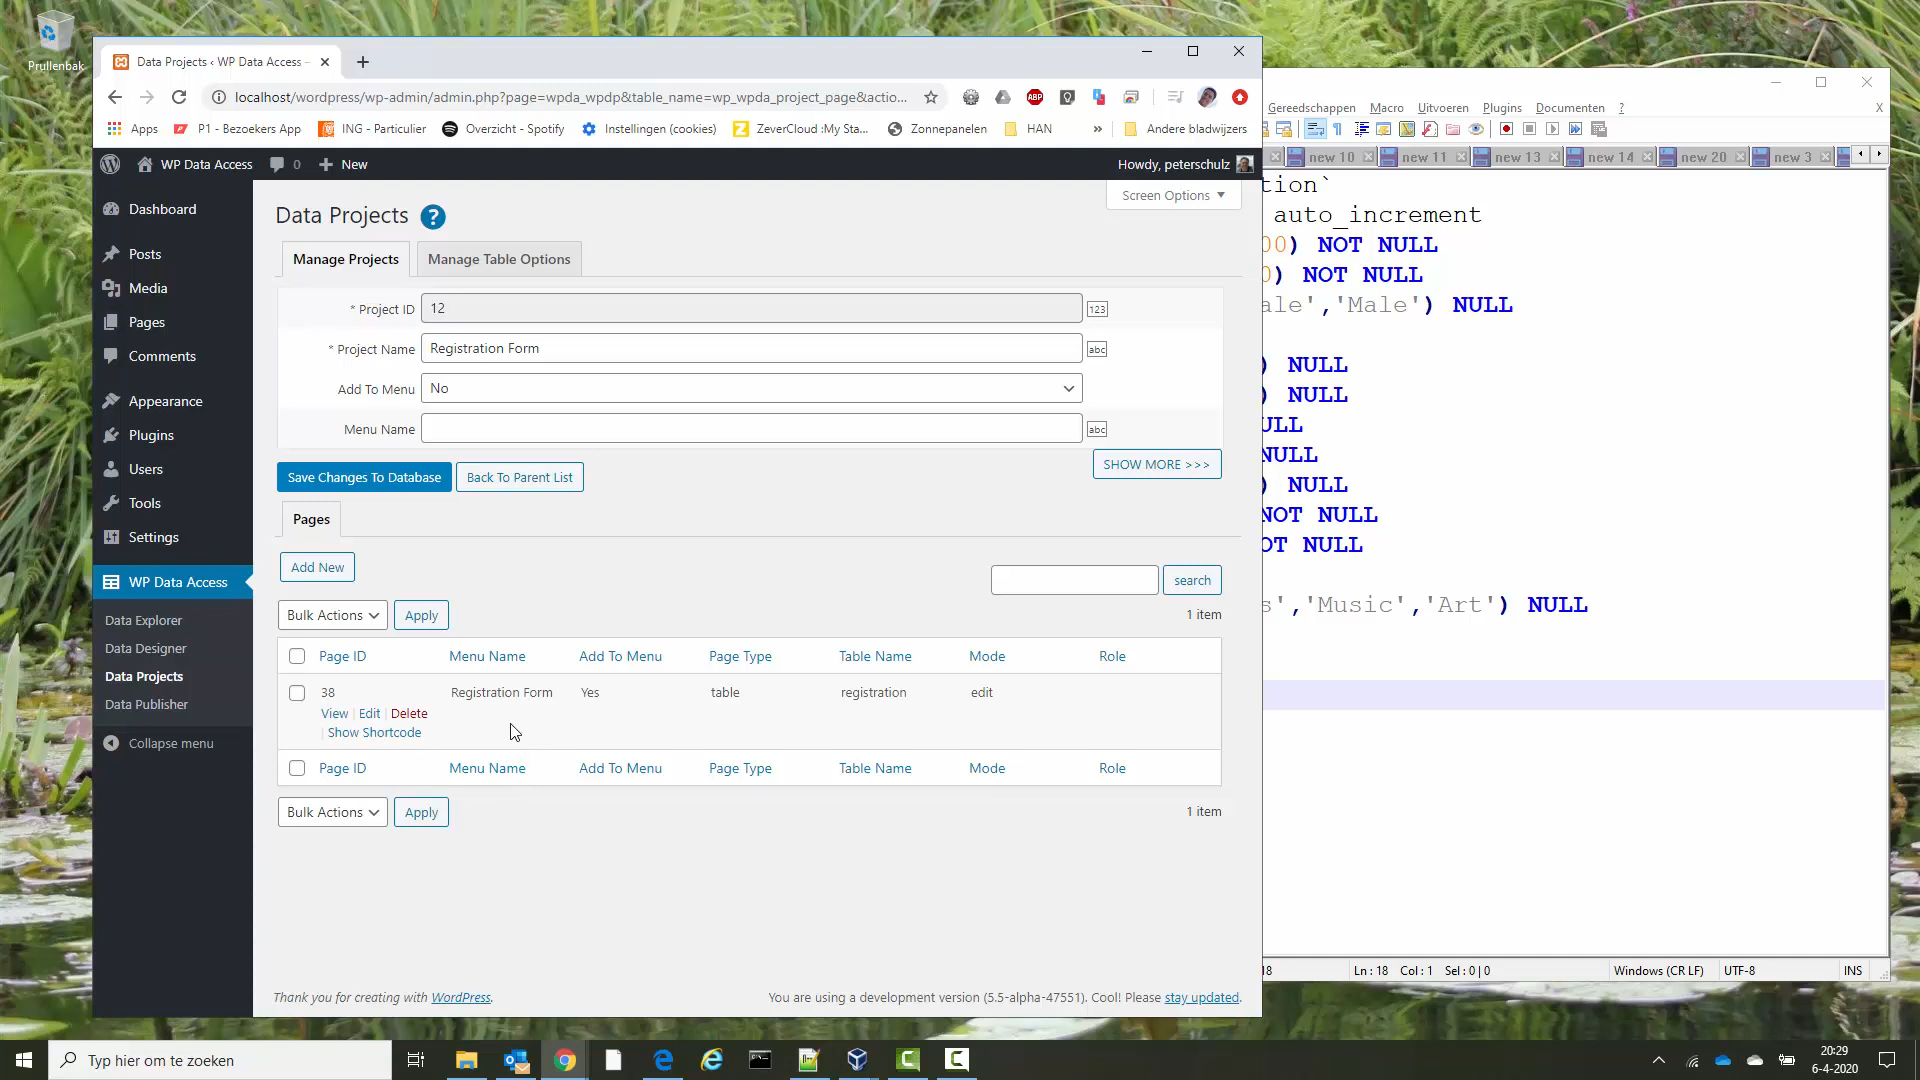 Prullenbak
Data Projects ‹ WP Data Access –
localhost/wordpress/wp-admin/admin.php?page=wpda_wpdp&table_name=wp_wpda_project_page&actio...
ABP
Apps P1 - Bezoekers App ING - Particulier Overzicht - Spotify Instellingen (cookies) ZeverCloud :My Sta... Zonnepanelen HAN » Andere bladwijzers
WP Data Access 0 + New Howdy, peterschulz
Screen Options
Dashboard
Posts
Media
Pages
Comments
Appearance
Plugins
Users
Tools
Settings
WP Data Access
Data Explorer
Data Designer
Data Projects
Data Publisher
Collapse menu
Data Projects ?
Manage Projects Manage Table Options
* Project ID 12 123
* Project Name Registration Form abc
Add To Menu No
Menu Name abc
SHOW MORE >>>
Save Changes To Database Back To Parent List
Pages
Add New
search
Bulk Actions Apply 1 item
Page ID Menu Name Add To Menu Page Type Table Name Mode Role
38 Registration Form Yes table registration edit
View | Edit | Delete
| Show Shortcode
Page ID Menu Name Add To Menu Page Type Table Name Mode Role
Bulk Actions Apply 1 item
Thank you for creating with WordPress. You are using a development version (5.5-alpha-47551). Cool! Please stay updated.
Gereedschappen Macro Uitvoeren Plugins Documenten ? X
new 10 new 11 new 13 new 14 new 20 new 3
tion`
auto_increment
00) NOT NULL
0) NOT NULL
ale','Male') NULL
) NULL
) NULL
ULL
NULL
) NULL
NOT NULL
OT NULL
s','Music','Art') NULL
18 Ln : 18 Col : 1 Sel : 0 | 0 Windows (CR LF) UTF-8 INS
Typ hier om te zoeken
20:29
6-4-2020